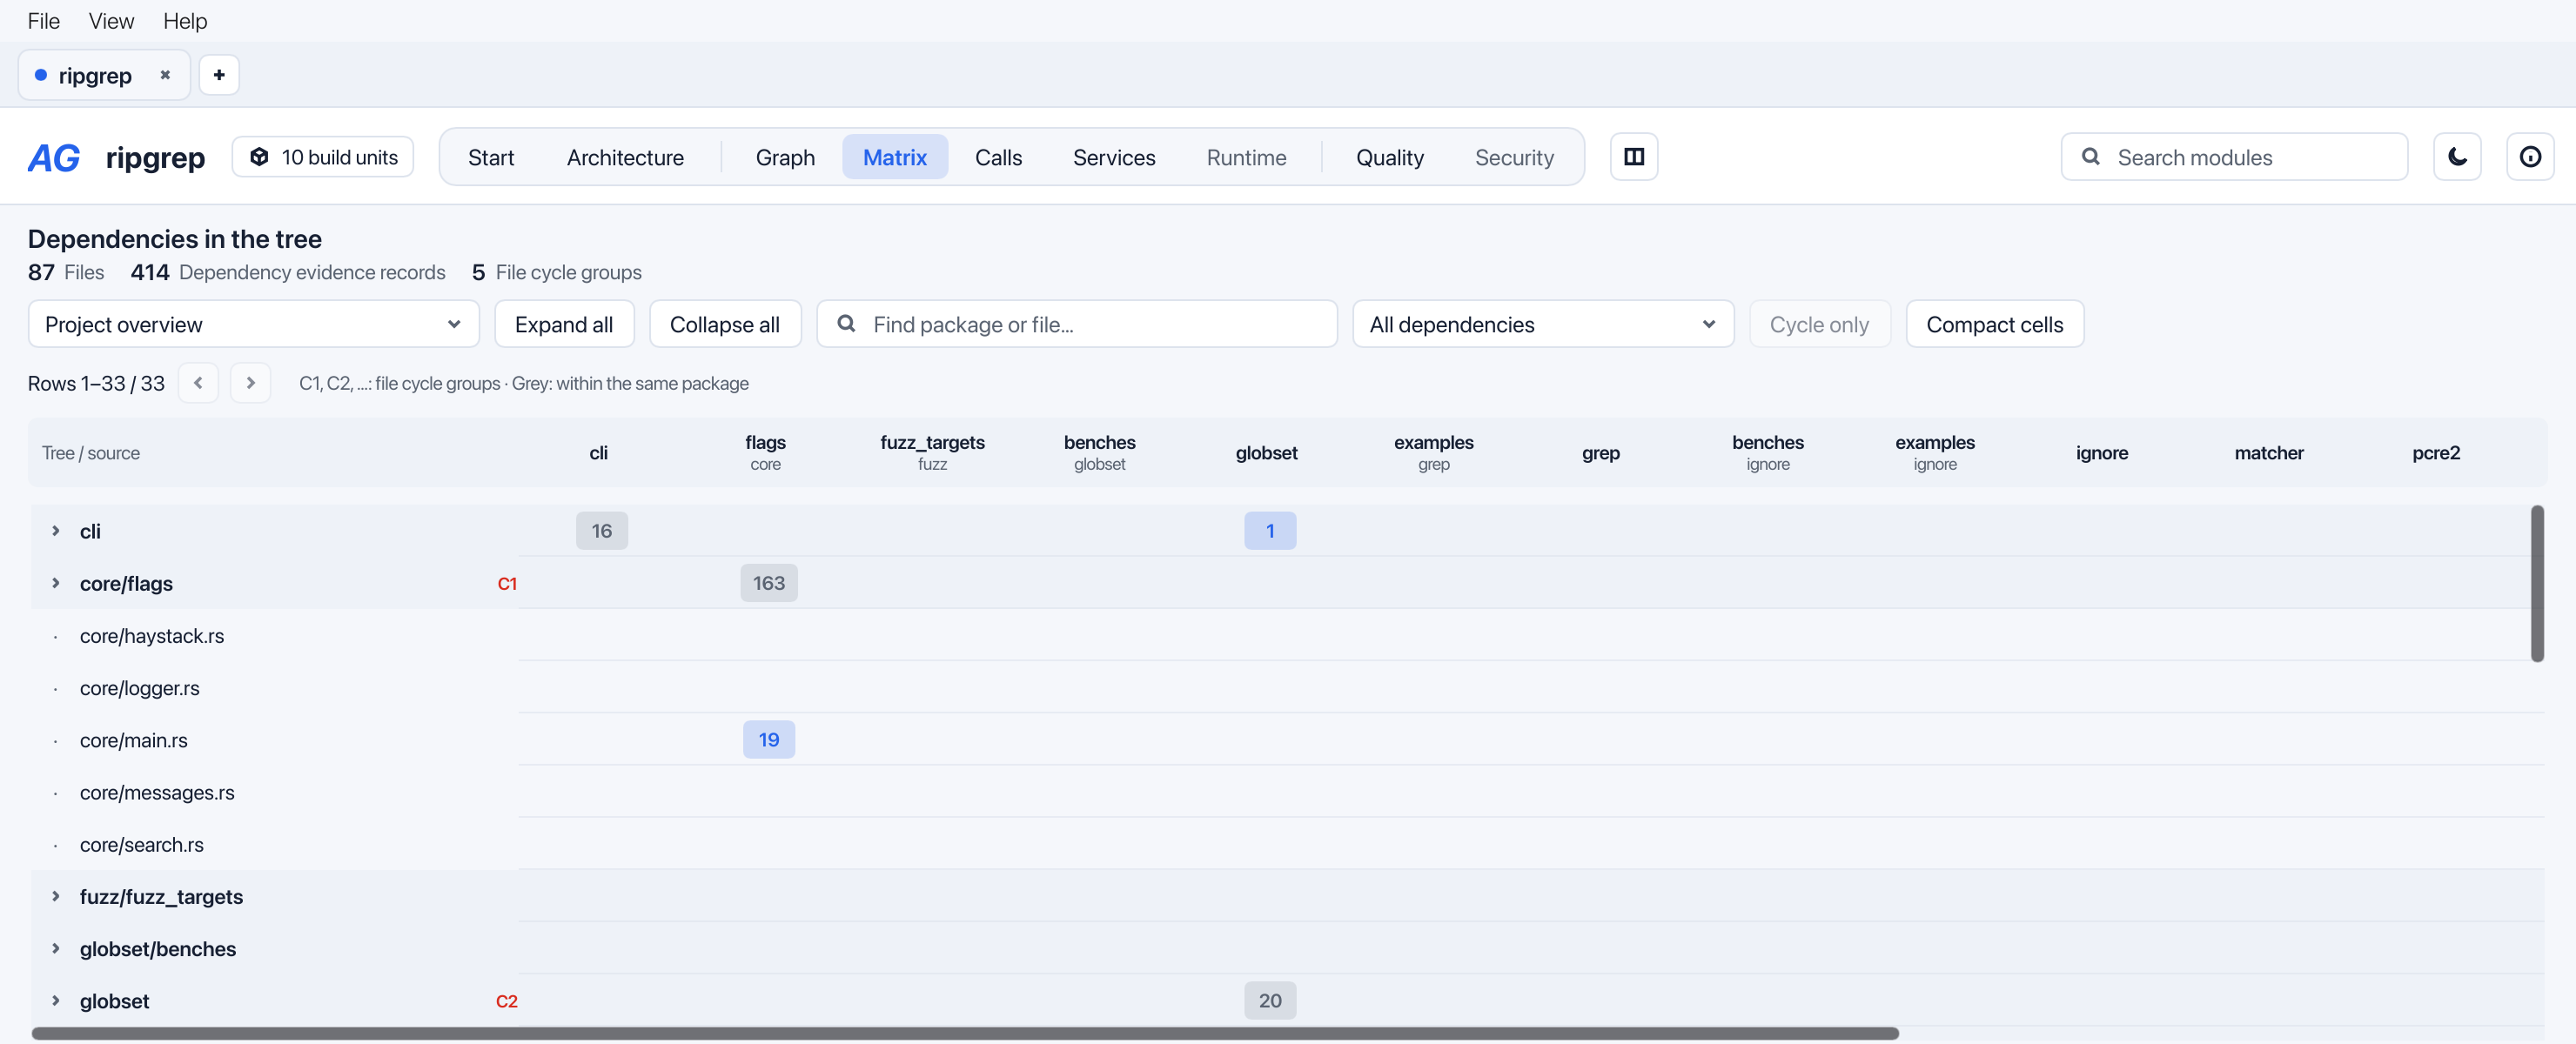 File View Help
ripgrep × +
AG ripgrep 10 build units Start Architecture Graph Matrix Calls Services Runtime Quality Security Search modules
Dependencies in the tree
87 Files 414 Dependency evidence records 5 File cycle groups
Project overview Expand all Collapse all Find package or file... All dependencies Cycle only Compact cells
Rows 1–33 / 33 C1, C2, ...: file cycle groups · Grey: within the same package
Tree / source cli flags core fuzz_targets fuzz benches globset globset examples grep grep benches ignore examples ignore ignore matcher pcre2
cli 16 1
core/flags C1 163
core/haystack.rs
core/logger.rs
core/main.rs 19
core/messages.rs
core/search.rs
fuzz/fuzz_targets
globset/benches
globset C2 20